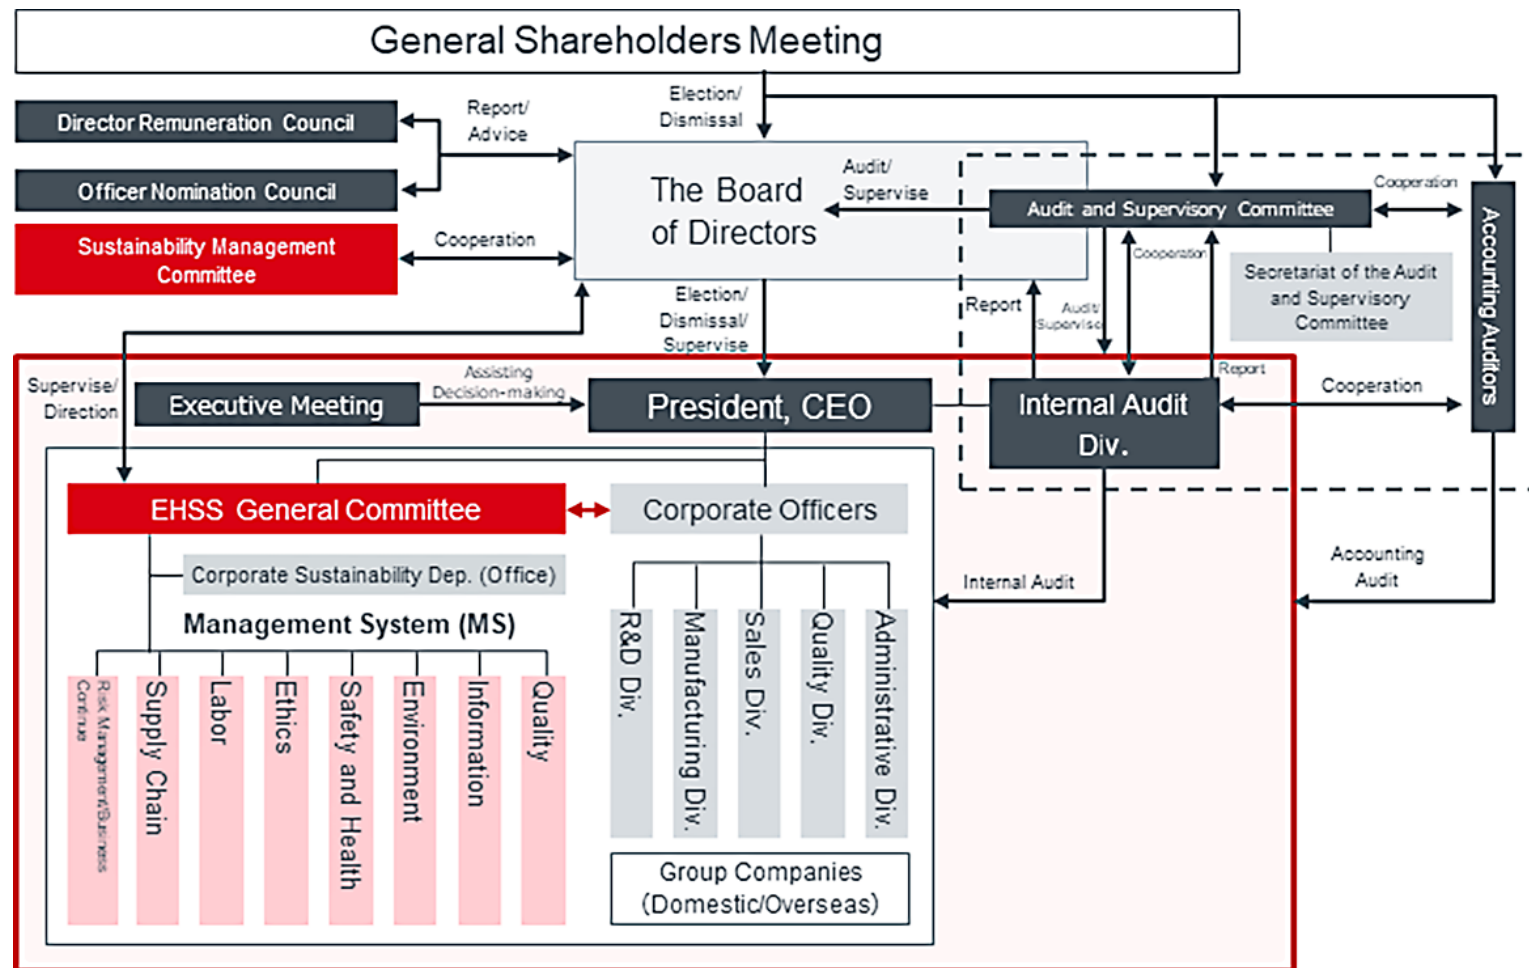 General Shareholders Meeting
Election/
Dismissal
Director Remuneration Council
Report/
Advice
Officer Nomination Council
Sustainability Management
Committee
Cooperation
The Board
of Directors
Audit/
Supervise
Audit and Supervisory Committee
Cooperation
Accounting Auditors
Secretariat of the Audit
and Supervisory
Committee
Cooperation
Report
Audit/
Supervise
Report
Election/
Dismissal/
Supervise
Supervise/
Direction
Executive Meeting
Assisting
Decision-making
President, CEO
Internal Audit
Div.
Cooperation
EHSS General Committee
Corporate Officers
Corporate Sustainability Dep. (Office)
Internal Audit
Accounting
Audit
Management System (MS)
Risk Management/Business
Continue
Supply Chain
Labor
Ethics
Safety and Health
Environment
Information
Quality
R&D Div.
Manufacturing Div.
Sales Div.
Quality Div.
Administrative Div.
Group Companies
(Domestic/Overseas)